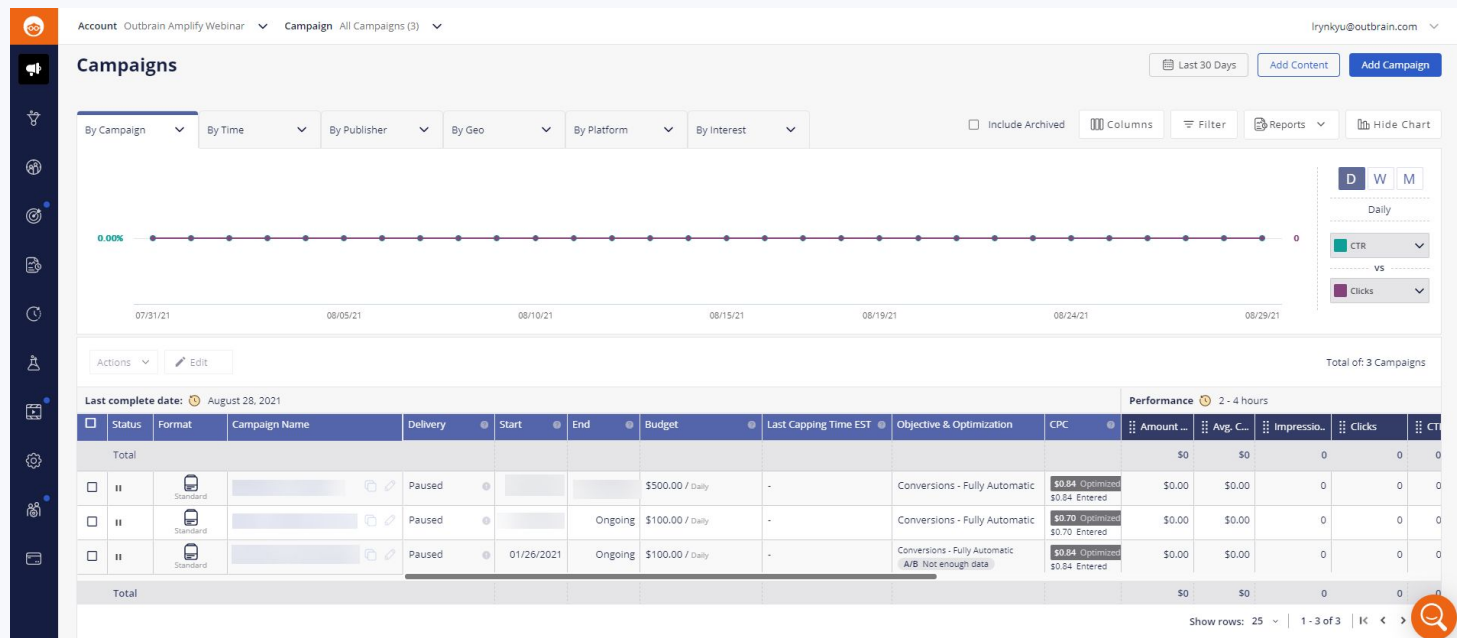 Account Outbrain Amplify Webinar Campaign All Campaigns (3) lrynkyu@outbrain.com
Campaigns Last 30 Days Add Content Add Campaign
By Campaign By Time By Publisher By Geo By Platform By Interest Include Archived Columns Filter Reports Hide Chart
D W M
Daily
0.00% 0
CTR
vs
Clicks
07/31/21 08/05/21 08/10/21 08/15/21 08/19/21 08/24/21 08/29/21
Actions Edit Total of: 3 Campaigns
Last complete date: August 28, 2021 Performance 2 - 4 hours
Status Format Campaign Name Delivery Start End Budget Last Capping Time EST Objective & Optimization CPC Amount ... Avg. C... Impressio... Clicks CTI
Total $0 $0 0 0 0
Standard Paused $500.00 / Daily - Conversions - Fully Automatic $0.84 Optimized $0.84 Entered $0.00 $0.00 0 0 0
Standard Paused Ongoing $100.00 / Daily - Conversions - Fully Automatic $0.70 Optimized $0.70 Entered $0.00 $0.00 0 0 0
Standard Paused 01/26/2021 Ongoing $100.00 / Daily - Conversions - Fully Automatic A/B Not enough data $0.84 Optimized $0.84 Entered $0.00 $0.00 0 0 0
Total $0 $0 0 0 0
Show rows: 25 1 - 3 of 3